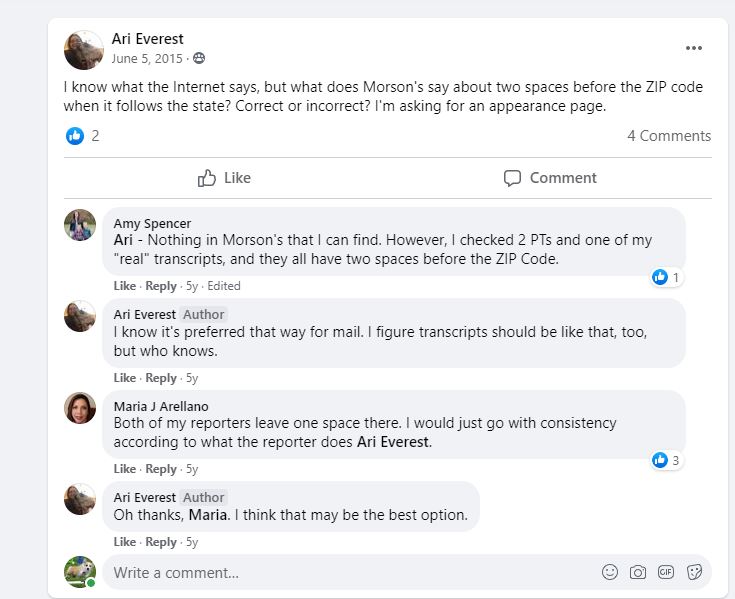 Ari Everest
June 5, 2015 ·
I know what the Internet says, but what does Morson's say about two spaces before the ZIP code
when it follows the state? Correct or incorrect? I'm asking for an appearance page.
2
4 Comments
Like
Comment
Amy Spencer
Ari - Nothing in Morson's that I can find. However, I checked 2 PTs and one of my
"real" transcripts, and they all have two spaces before the ZIP Code.
1
Like · Reply · 5y · Edited
Ari Everest Author
I know it's preferred that way for mail. I figure transcripts should be like that, too,
but who knows.
Like · Reply · 5y
Maria J Arellano
Both of my reporters leave one space there. I would just go with consistency
according to what the reporter does Ari Everest.
3
Like · Reply · 5y
Ari Everest Author
Oh thanks, Maria. I think that may be the best option.
Like · Reply · 5y
Write a comment...
GIF